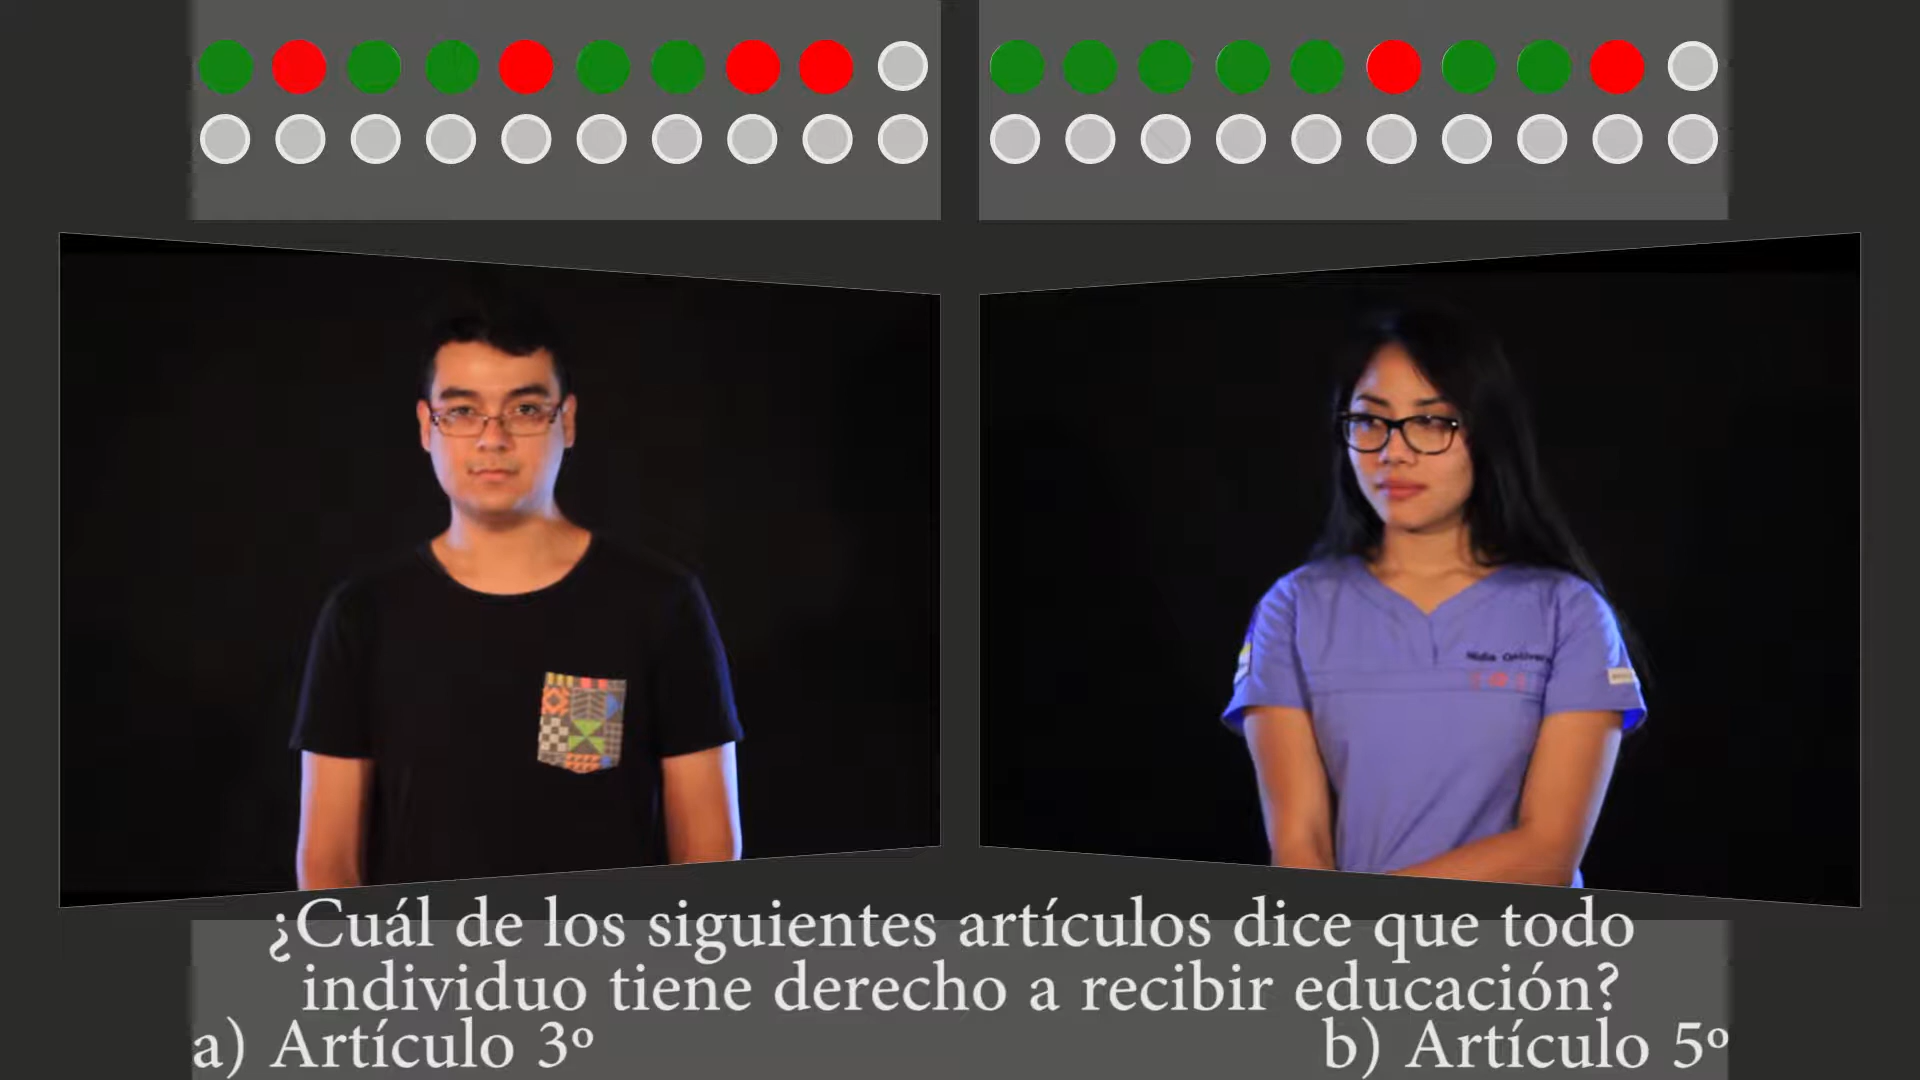 ¿Cuál de los siguientes artículos dice que todo
individuo tiene derecho a recibir educación?
a) Artículo 3º
b) Artículo 5º